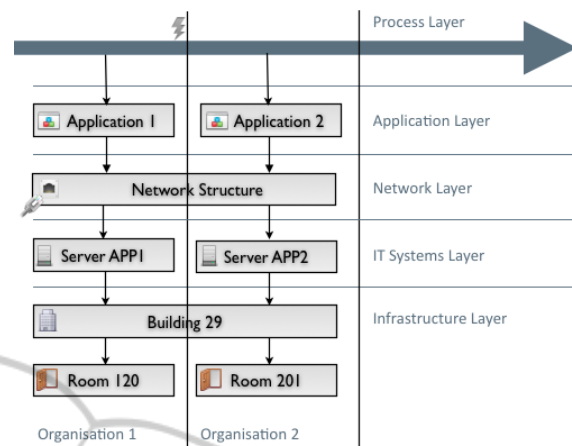 Process Layer
Application 1
Application 2
Application Layer
Network Structure
Network Layer
Server APP1
Server APP2
IT Systems Layer
Building 29
Infrastructure Layer
Room 120
Room 201
Organisation 1
Organisation 2